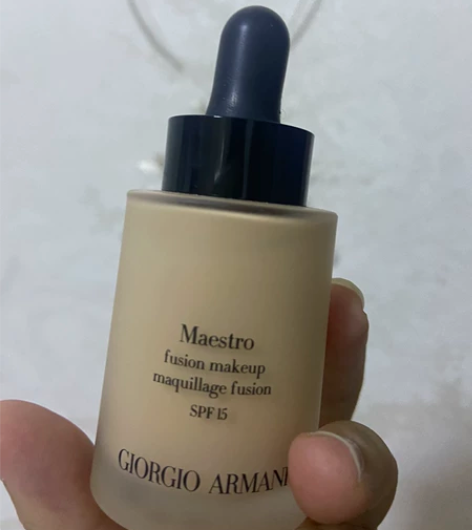 Maestro
fusion makeup
maquillage fusion
SPF 15
GIORGIO ARMANI